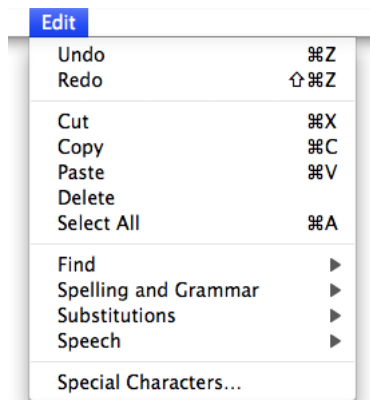 Edit
Undo ⌘Z
Redo ⇧⌘Z
Cut ⌘X
Copy ⌘C
Paste ⌘V
Delete
Select All ⌘A
Find ▶
Spelling and Grammar ▶
Substitutions ▶
Speech ▶
Special Characters...